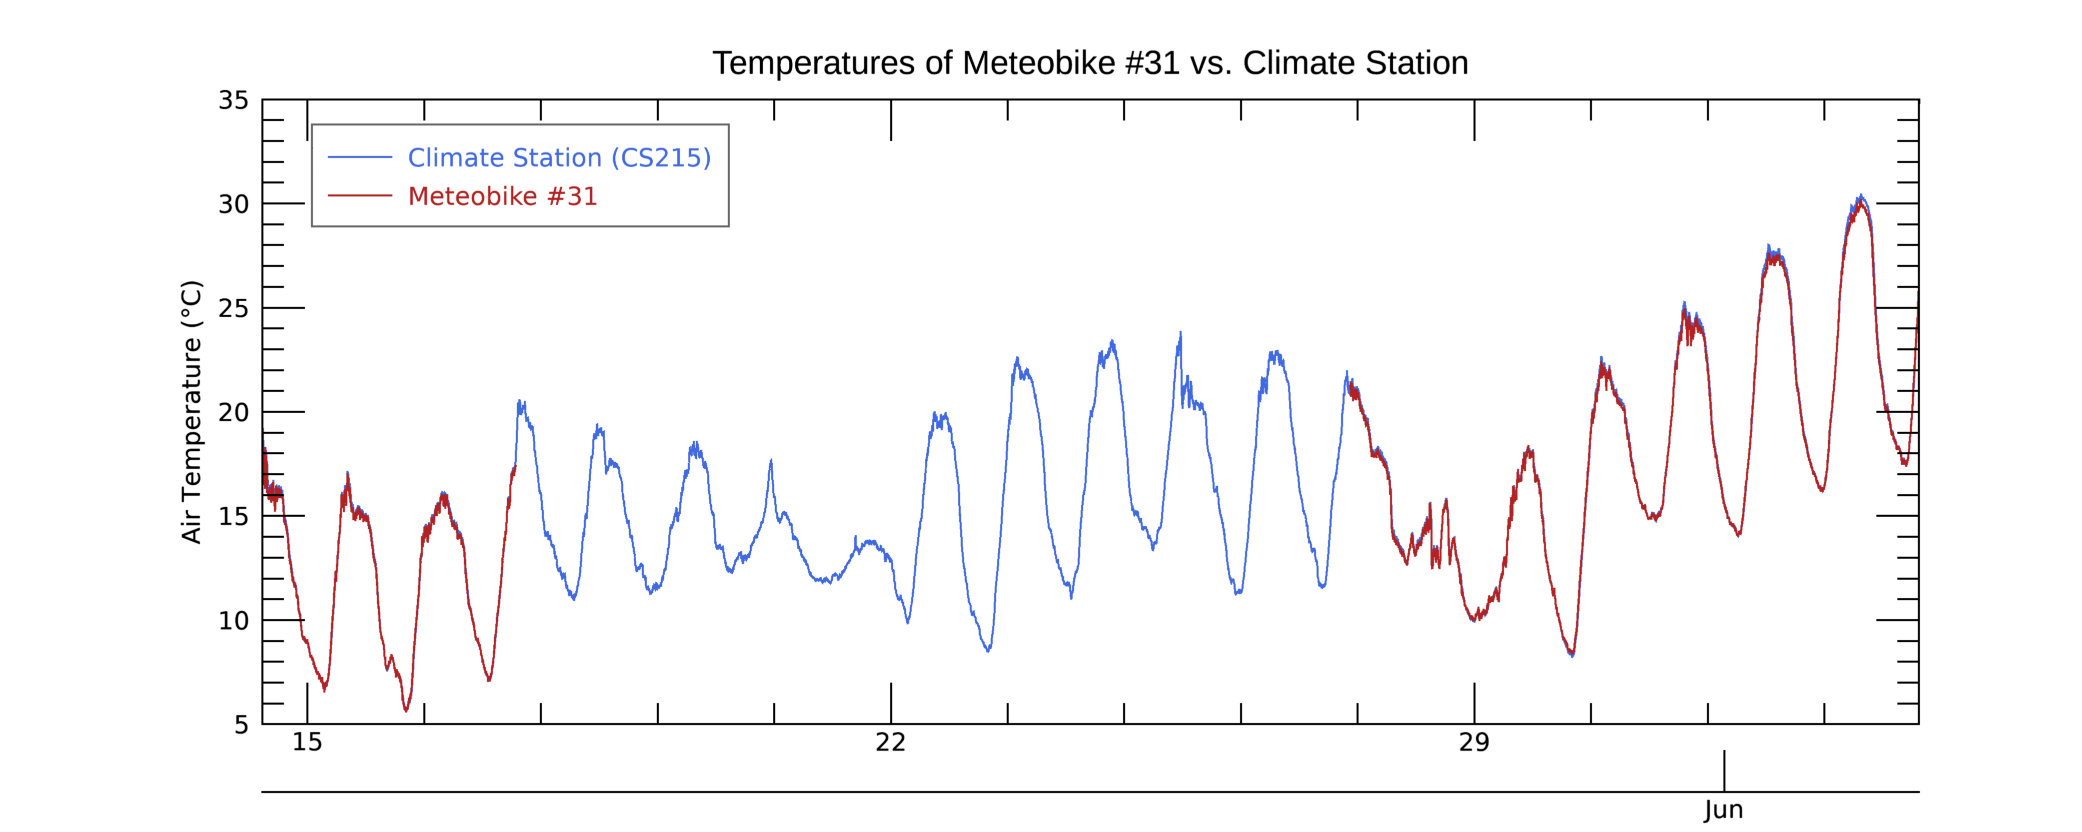 Temperatures of Meteobike #31 vs. Climate Station
35
30
25
20
15
10
5
Air Temperature (°C)
Climate Station (CS215)
Meteobike #31
15
22
29
Jun